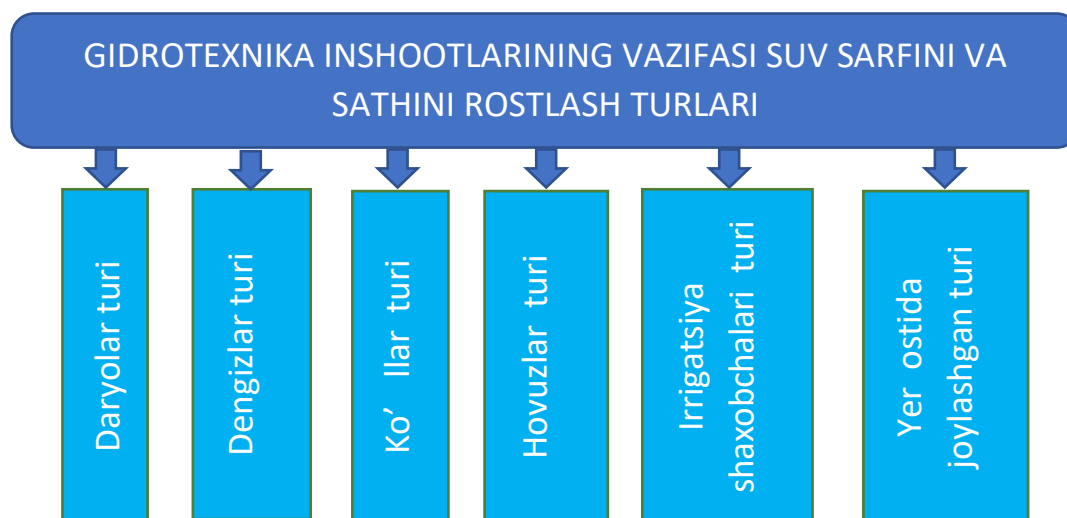 GIDROTEXNIKA INSHOOTLARINING VAZIFASI SUV SARFINI VA
SATHINI ROSTLASH TURLARI
Daryolar turi
Dengizlar turi
Ko’ llar turi
Hovuzlar turi
Irrigatsiya
shaxobchalari turi
Yer ostida
joylashgan turi